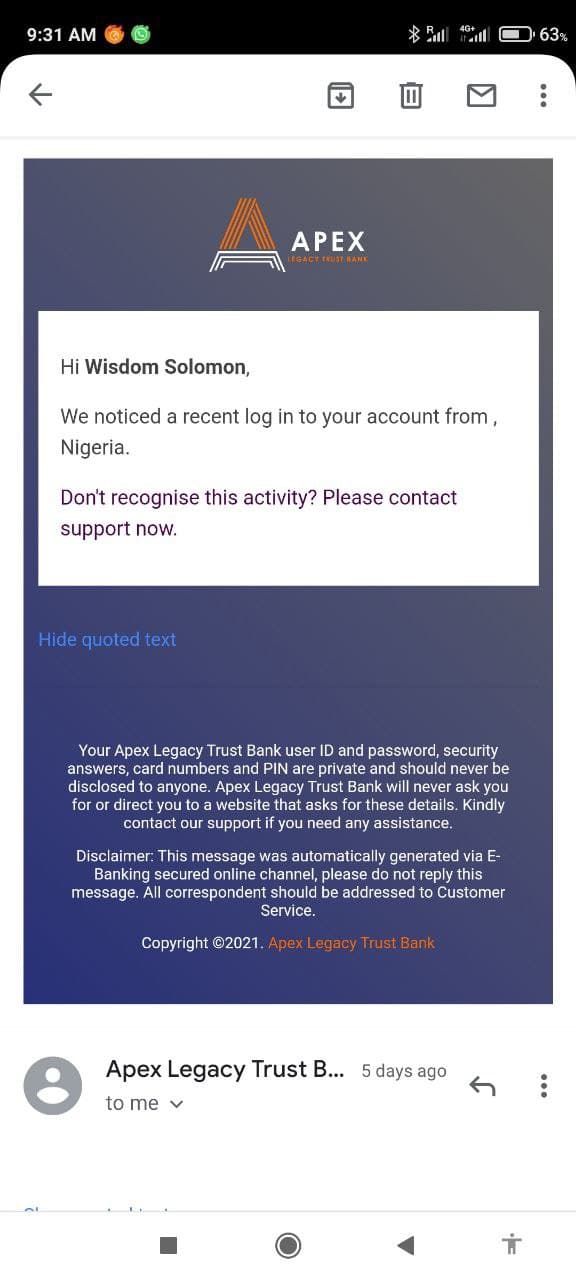 9:31 AM
R
4G+
63%
APEX
LEGACY TRUST BANK
Hi Wisdom Solomon,
We noticed a recent log in to your account from ,
Nigeria.
Don't recognise this activity? Please contact
support now.
Hide quoted text
Your Apex Legacy Trust Bank user ID and password, security
answers, card numbers and PIN are private and should never be
disclosed to anyone. Apex Legacy Trust Bank will never ask you
for or direct you to a website that asks for these details. Kindly
contact our support if you need any assistance.
Disclaimer: This message was automatically generated via E-
Banking secured online channel, please do not reply this
message. All correspondent should be addressed to Customer
Service.
Copyright ©2021. Apex Legacy Trust Bank
Apex Legacy Trust B... 5 days ago
to me